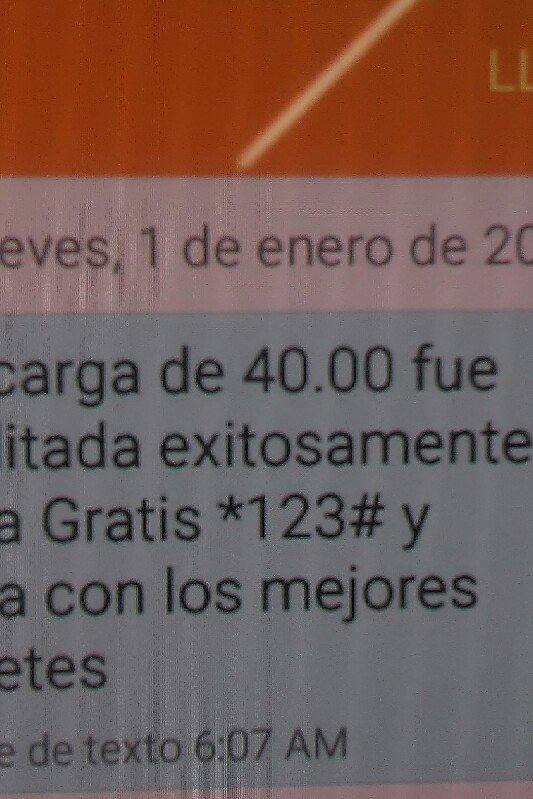 LL
eves, 1 de enero de 20
carga de 40.00 fue
litada exitosamente
a Gratis *123# y
a con los mejores
etes
e de texto 6:07 AM